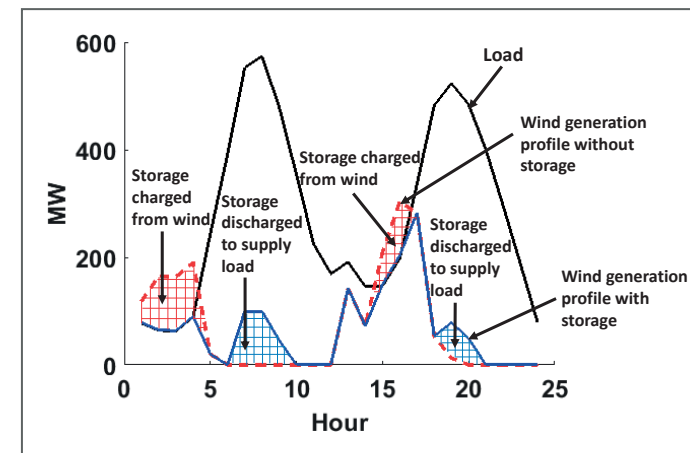 600
400
200
0
MW
0
5
10
15
20
25
Hour
Load
Wind generation
profile without
storage
Storage charged
from wind
Storage
charged
from wind
Storage
discharged
to supply
load
Storage
discharged
to supply
load
Wind generation
profile with
storage